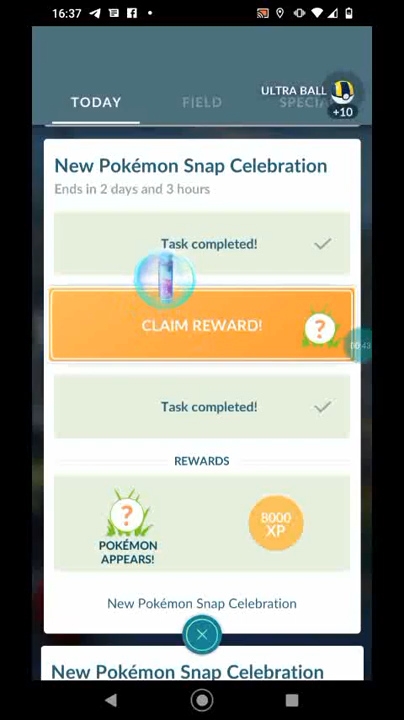 16:37
ULTRA BALL
+10
TODAY
FIELD
SPECIA
New Pokémon Snap Celebration
Ends in 2 days and 3 hours
Task completed!
CLAIM REWARD!
?
00:43
Task completed!
REWARDS
?
POKÉMON
APPEARS!
8000
XP
New Pokémon Snap Celebration
New Pokémon Snap Celebration